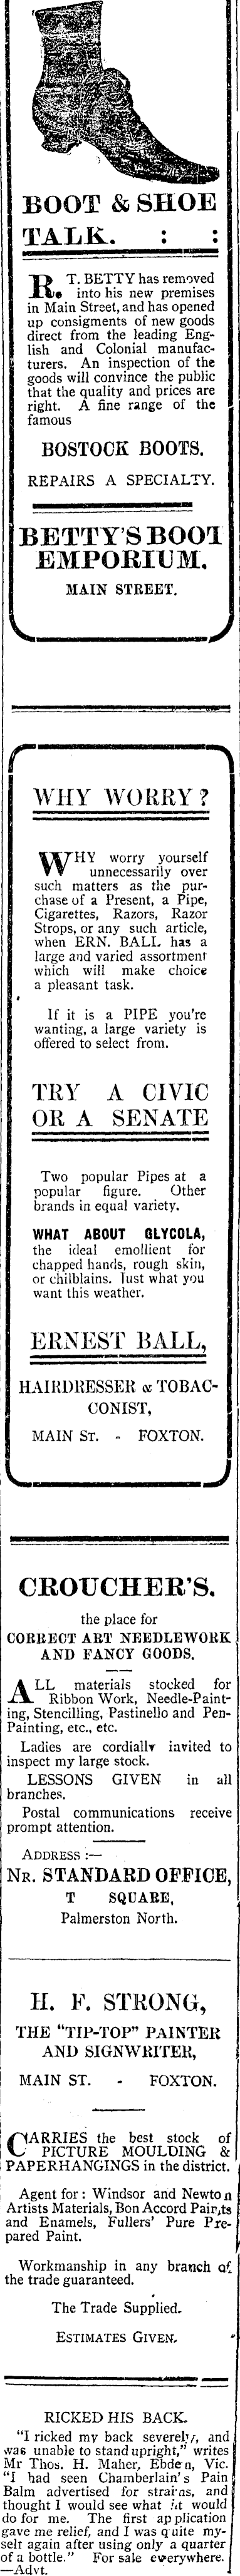 BOOT & SHOE
TALK. : :
R. T. BETTY has removed
into his new premises
in Main Street, and has opened
up consigments of new goods
direct from the leading Eng-
lish and Colonial manufac-
turers. An inspection of the
goods will convince the public
that the quality and prices are
right. A fine range of the
famous
BOSTOCK BOOTS.
REPAIRS A SPECIALTY.
BETTY'S BOOT
EMPORIUM,
MAIN STREET.
WHY WORRY?
WHY worry yourself
unnecessarily over
such matters as the pur-
chase of a Present, a Pipe,
Cigarettes, Razors, Razor
Strops, or any such article,
when ERN. BALL has a
large and varied assortment
which will make choice
a pleasant task.
If it is a PIPE you're
wanting, a large variety is
offered to select from.
TRY A CIVIC
OR A SENATE
Two popular Pipes at a
popular figure. Other
brands in equal variety.
WHAT ABOUT GLYCOLA,
the ideal emollient for
chapped hands, rough skin,
or chilblains. Just what you
want this weather.
ERNEST BALL,
HAIRDRESSER & TOBAC-
CONIST,
MAIN ST. - FOXTON.
CROUCHER'S.
the place for
CORRECT ART NEEDLEWORK
AND FANCY GOODS.
ALL materials stocked for
Ribbon Work, Needle-Paint-
ing, Stencilling, Pastinello and Pen-
Painting, etc., etc.
Ladies are cordially invited to
inspect my large stock.
LESSONS GIVEN in all
branches.
Postal communications receive
prompt attention.
ADDRESS :—
NR. STANDARD OFFICE,
T SQUARE,
Palmerston North.
H. F. STRONG,
THE "TIP-TOP" PAINTER
AND SIGNWRITER,
MAIN ST. - FOXTON.
CARRIES the best stock of
PICTURE MOULDING &
PAPERHANGINGS in the district.
Agent for: Windsor and Newton
Artists Materials, Bon Accord Paints
and Enamels, Fullers' Pure Pre-
pared Paint.
Workmanship in any branch of
the trade guaranteed.
The Trade Supplied.
ESTIMATES GIVEN.
RICKED HIS BACK.
"I ricked my back severely, and
was unable to stand upright," writes
Mr Thos. H. Maher, Ebden, Vic.
"I had seen Chamberlain's Pain
Balm advertised for strains, and
thought I would see what it would
do for me. The first application
gave me relief, and I was quite my-
self again after using only a quarter
of a bottle." For sale everywhere.
—Advt.